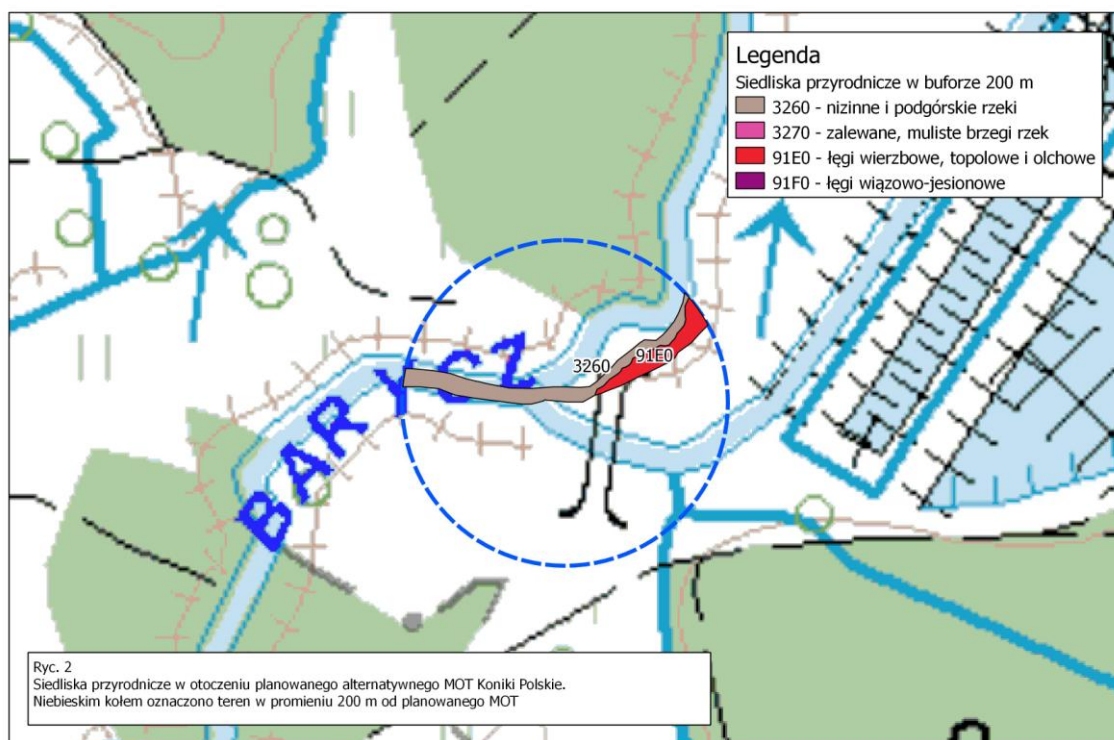 Legenda
Siedliska przyrodnicze w buforze 200 m
3260 - nizinne i podgórskie rzeki
3270 - zalewane, muliste brzegi rzek
91E0 - łęgi wierzbowe, topolowe i olchowe
91F0 - łęgi wiązowo-jesionowe
3260
91E0
BARYCZ
Ryc. 2
Siedliska przyrodnicze w otoczeniu planowanego alternatywnego MOT Koniki Polskie.
Niebieskim kołem oznaczono teren w promieniu 200 m od planowanego MOT